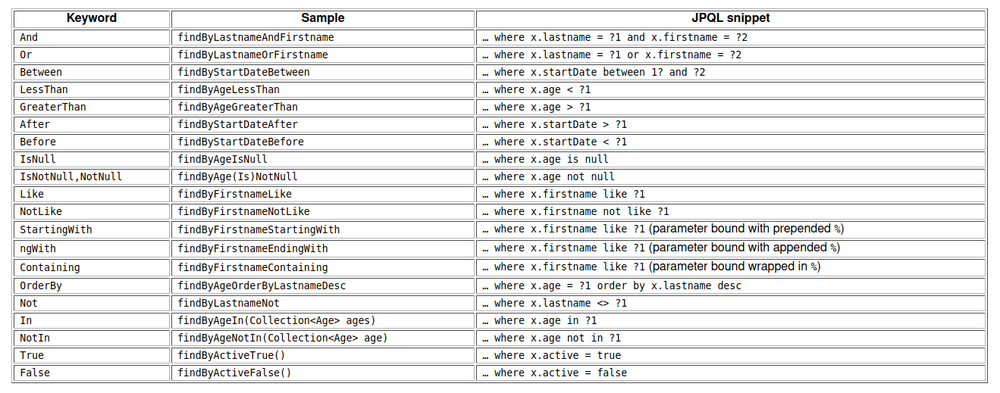 Keyword Sample JPQL snippet
And findByLastnameAndFirstname … where x.lastname = ?1 and x.firstname = ?2
Or findByLastnameOrFirstname … where x.lastname = ?1 or x.firstname = ?2
Between findByStartDateBetween … where x.startDate between 1? and ?2
LessThan findByAgeLessThan … where x.age < ?1
GreaterThan findByAgeGreaterThan … where x.age > ?1
After findByStartDateAfter … where x.startDate > ?1
Before findByStartDateBefore … where x.startDate < ?1
IsNull findByAgeIsNull … where x.age is null
IsNotNull,NotNull findByAge(Is)NotNull … where x.age not null
Like findByFirstnameLike … where x.firstname like ?1
NotLike findByFirstnameNotLike … where x.firstname not like ?1
StartingWith findByFirstnameStartingWith … where x.firstname like ?1 (parameter bound with prepended %)
ngWith findByFirstnameEndingWith … where x.firstname like ?1 (parameter bound with appended %)
Containing findByFirstnameContaining … where x.firstname like ?1 (parameter bound wrapped in %)
OrderBy findByAgeOrderByLastnameDesc … where x.age = ?1 order by x.lastname desc
Not findByLastnameNot … where x.lastname <> ?1
In findByAgeIn(Collection<Age> ages) … where x.age in ?1
NotIn findByAgeNotIn(Collection<Age> age) … where x.age not in ?1
True findByActiveTrue() … where x.active = true
False findByActiveFalse() … where x.active = false